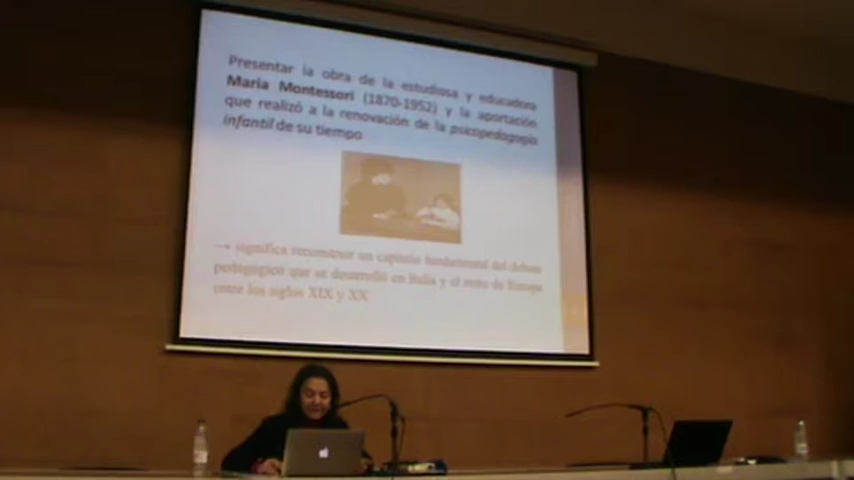 Presentar la obra de la estudiosa y educadora
Maria Montessori (1870-1952) y la aportación
que realizó a la renovación de la psicopedagogía
infantil de su tiempo
→ significa reconstruir un capítulo fundamental del debate
pedagógico que se desarrolló en Italia y el resto de Europa
entre los siglos XIX y XX